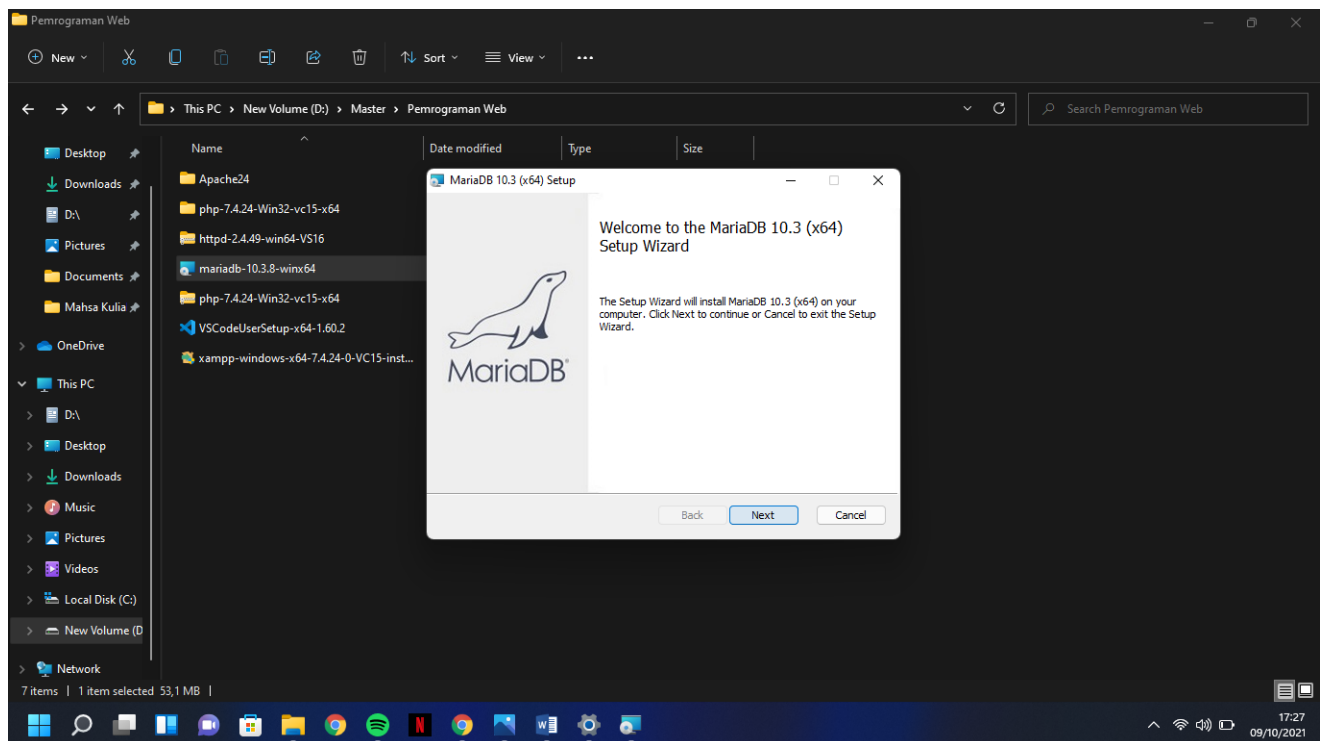 Pemrograman Web
New
Sort
View
This PC > New Volume (D:) > Master > Pemrograman Web
Search Pemrograman Web
Desktop
Downloads
D:\
Pictures
Documents
Mahsa Kulia
OneDrive
This PC
D:\
Desktop
Downloads
Music
Pictures
Videos
Local Disk (C:)
New Volume (D
Network
Name Date modified Type Size
Apache24
php-7.4.24-Win32-vc15-x64
httpd-2.4.49-win64-VS16
mariadb-10.3.8-winx64
php-7.4.24-Win32-vc15-x64
VSCodeUserSetup-x64-1.60.2
xampp-windows-x64-7.4.24-0-VC15-inst...
MariaDB 10.3 (x64) Setup
MariaDB®
Welcome to the MariaDB 10.3 (x64)
Setup Wizard
The Setup Wizard will install MariaDB 10.3 (x64) on your
computer. Click Next to continue or Cancel to exit the Setup
Wizard.
Back Next Cancel
7 items | 1 item selected 53,1 MB |
17:27
09/10/2021